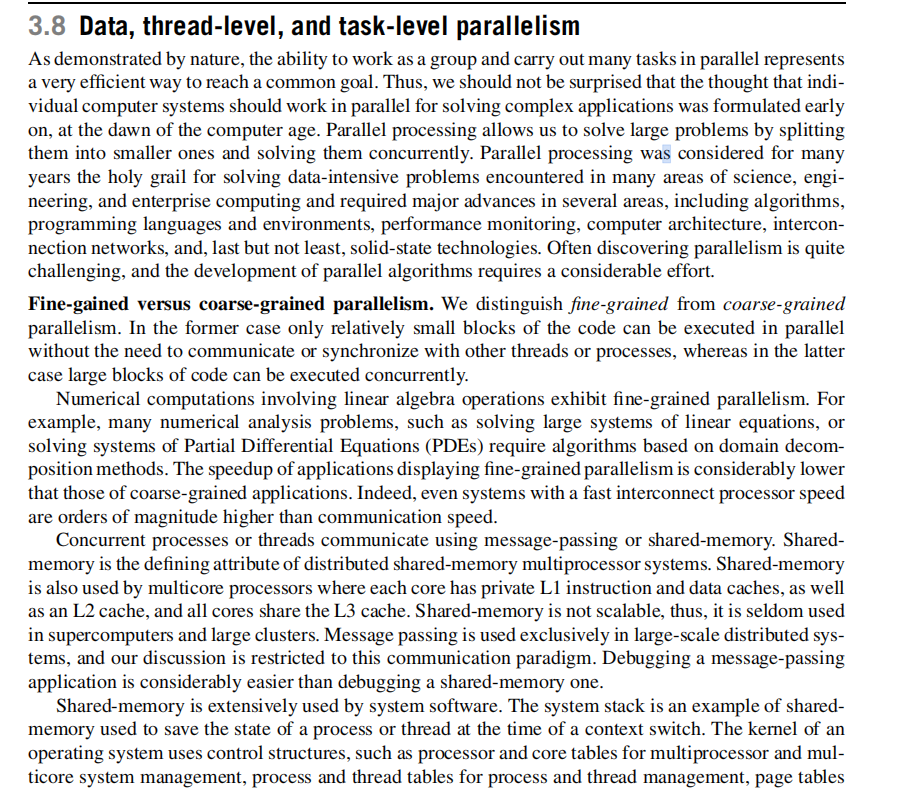 3.8 Data, thread-level, and task-level parallelism
As demonstrated by nature, the ability to work as a group and carry out many tasks in parallel represents
a very efficient way to reach a common goal. Thus, we should not be surprised that the thought that indi-
vidual computer systems should work in parallel for solving complex applications was formulated early
on, at the dawn of the computer age. Parallel processing allows us to solve large problems by splitting
them into smaller ones and solving them concurrently. Parallel processing was considered for many
years the holy grail for solving data-intensive problems encountered in many areas of science, engi-
neering, and enterprise computing and required major advances in several areas, including algorithms,
programming languages and environments, performance monitoring, computer architecture, intercon-
nection networks, and, last but not least, solid-state technologies. Often discovering parallelism is quite
challenging, and the development of parallel algorithms requires a considerable effort.
Fine-gained versus coarse-grained parallelism. We distinguish fine-grained from coarse-grained
parallelism. In the former case only relatively small blocks of the code can be executed in parallel
without the need to communicate or synchronize with other threads or processes, whereas in the latter
case large blocks of code can be executed concurrently.
Numerical computations involving linear algebra operations exhibit fine-grained parallelism. For
example, many numerical analysis problems, such as solving large systems of linear equations, or
solving systems of Partial Differential Equations (PDEs) require algorithms based on domain decom-
position methods. The speedup of applications displaying fine-grained parallelism is considerably lower
that those of coarse-grained applications. Indeed, even systems with a fast interconnect processor speed
are orders of magnitude higher than communication speed.
Concurrent processes or threads communicate using message-passing or shared-memory. Shared-
memory is the defining attribute of distributed shared-memory multiprocessor systems. Shared-memory
is also used by multicore processors where each core has private L1 instruction and data caches, as well
as an L2 cache, and all cores share the L3 cache. Shared-memory is not scalable, thus, it is seldom used
in supercomputers and large clusters. Message passing is used exclusively in large-scale distributed sys-
tems, and our discussion is restricted to this communication paradigm. Debugging a message-passing
application is considerably easier than debugging a shared-memory one.
Shared-memory is extensively used by system software. The system stack is an example of shared-
memory used to save the state of a process or thread at the time of a context switch. The kernel of an
operating system uses control structures, such as processor and core tables for multiprocessor and mul-
ticore system management, process and thread tables for process and thread management, page tables